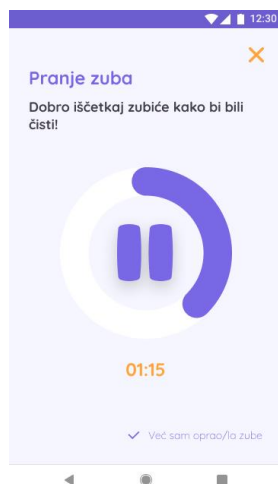 12:30
Pranje zuba
Dobro iščetkaj zubiće kako bi bili
čisti!
01:15
Već sam oprao/la zube